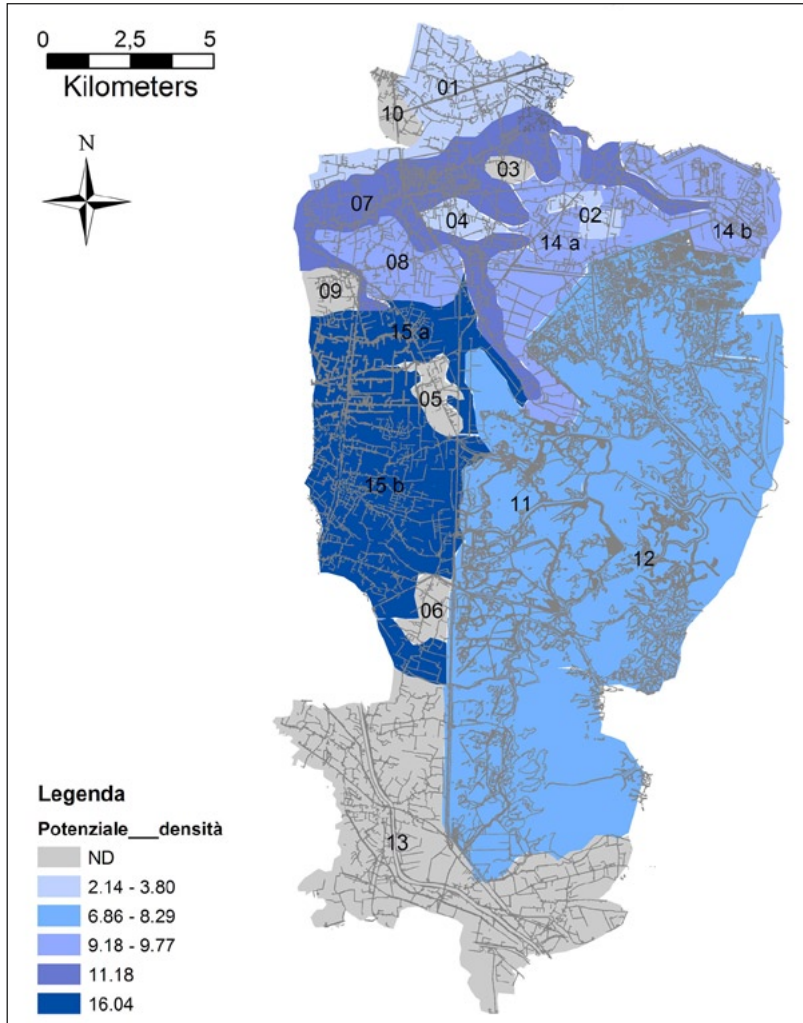 0 2,5 5
Kilometers
N
01
10
03
07
02
04
14 a
14 b
08
09
15 a
05
15 b
11
12
06
13
Legenda
Potenziale___densità
ND
2.14 - 3.80
6.86 - 8.29
9.18 - 9.77
11.18
16.04